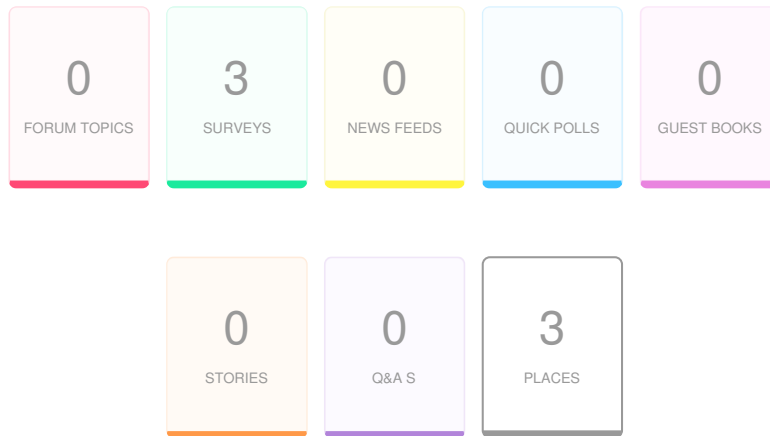 0
FORUM TOPICS
3
SURVEYS
0
NEWS FEEDS
0
QUICK POLLS
0
GUEST BOOKS
0
STORIES
0
Q&A S
3
PLACES